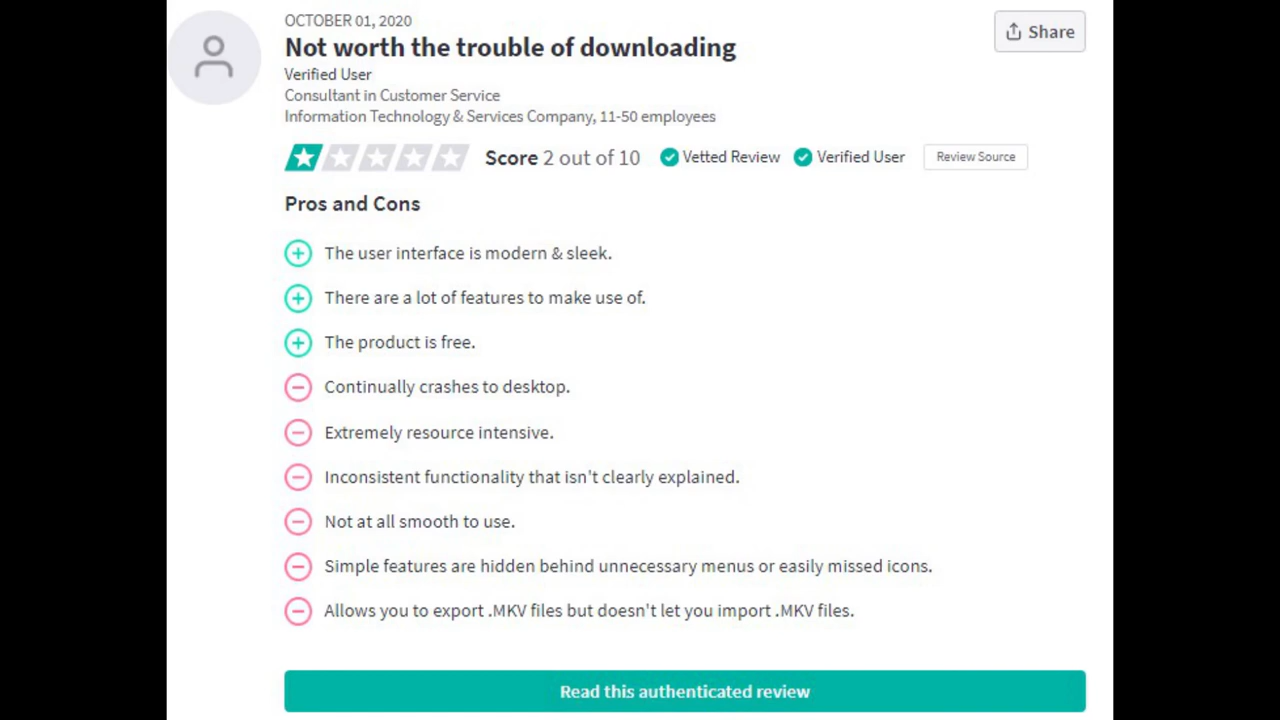 OCTOBER 01, 2020
Not worth the trouble of downloading
Share
Verified User
Consultant in Customer Service
Information Technology & Services Company, 11-50 employees
Score 2 out of 10 Vetted Review Verified User Review Source
Pros and Cons
The user interface is modern & sleek.
There are a lot of features to make use of.
The product is free.
Continually crashes to desktop.
Extremely resource intensive.
Inconsistent functionality that isn't clearly explained.
Not at all smooth to use.
Simple features are hidden behind unnecessary menus or easily missed icons.
Allows you to export .MKV files but doesn't let you import .MKV files.
Read this authenticated review